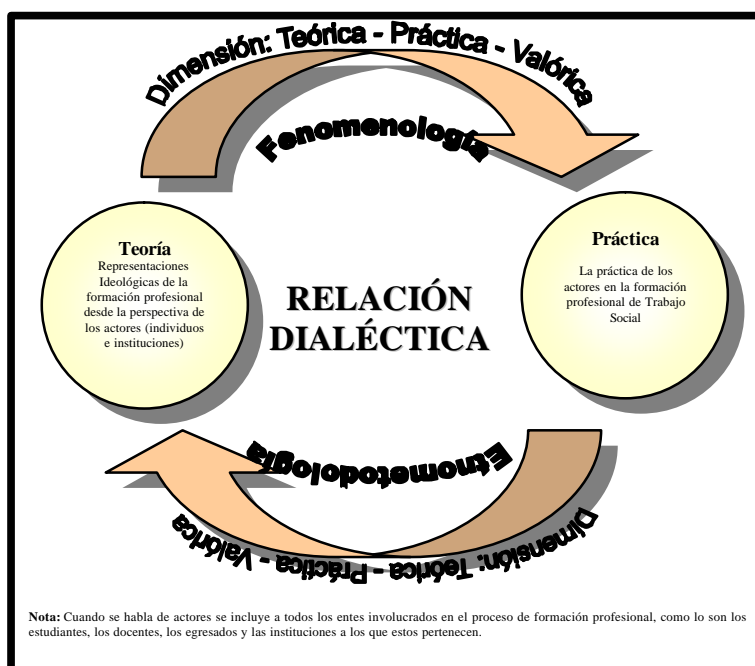 Dimensión: Teórica - Práctica - Valórica
Fenomenología
Teoría
Representaciones
Ideológicas de la
formación profesional
desde la perspectiva de
los actores (individuos
e instituciones)
RELACIÓN
DIALÉCTICA
Práctica
La práctica de los
actores en la formación
profesional de Trabajo
Social
Etnometodología
Dimensión: Teórica - Práctica - Valórica
Nota: Cuando se habla de actores se incluye a todos los entes involucrados en el proceso de formación profesional, como lo son los
estudiantes, los docentes, los egresados y las instituciones a los que estos pertenecen.